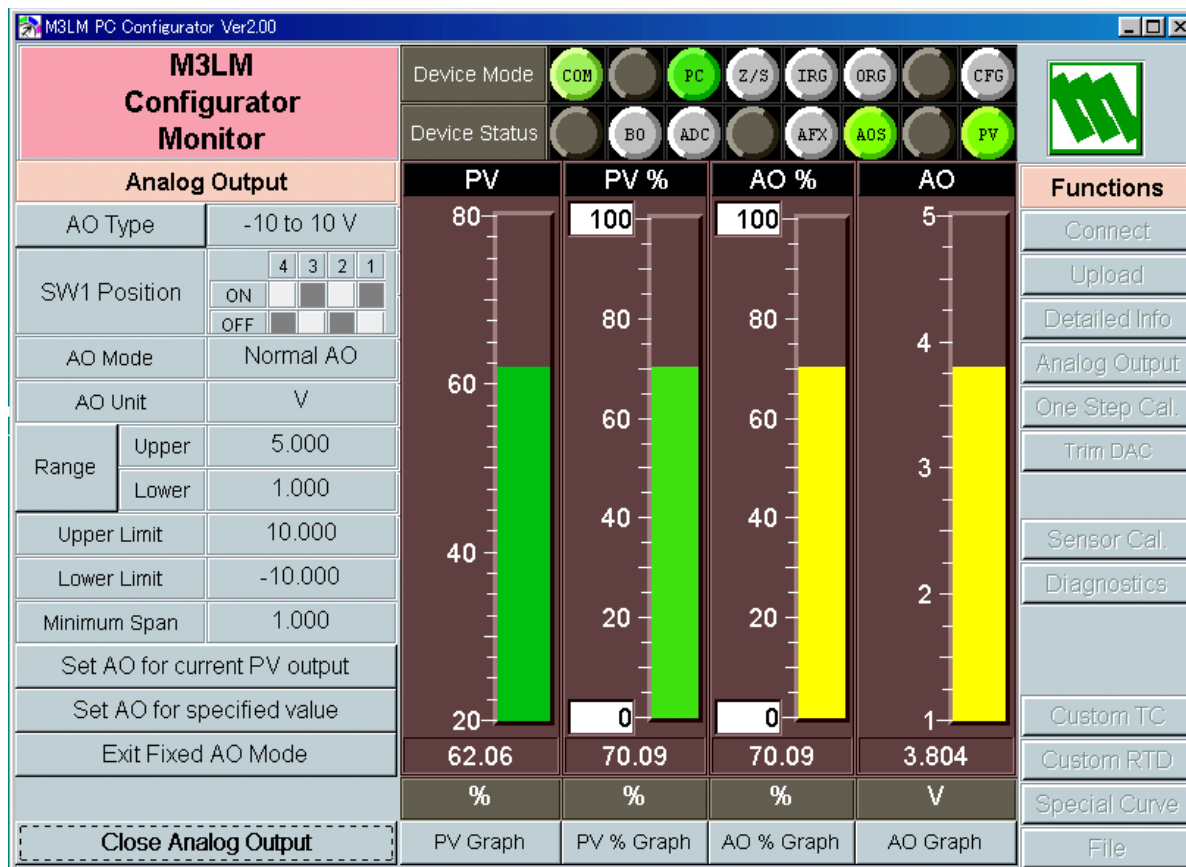 M3LM PC Configurator Ver2.00
M3LM
Configurator
Monitor
Device Mode
COM
PC
Z/S
IRG
ORG
CFG
Device Status
BO
ADC
AFX
AOS
PV
Analog Output
AO Type
-10 to 10 V
SW1 Position
4 3 2 1
ON
OFF
AO Mode
Normal AO
AO Unit
V
Range
Upper
5.000
Lower
1.000
Upper Limit
10.000
Lower Limit
-10.000
Minimum Span
1.000
Set AO for current PV output
Set AO for specified value
Exit Fixed AO Mode
Close Analog Output
PV
80
60
40
20
62.06
%
PV Graph
PV %
100
80
60
40
20
0
70.09
%
PV % Graph
AO %
100
80
60
40
20
0
70.09
%
AO % Graph
AO
5
4
3
2
1
3.804
V
AO Graph
Functions
Connect
Upload
Detailed Info
Analog Output
One Step Cal.
Trim DAC
Sensor Cal.
Diagnostics
Custom TC
Custom RTD
Special Curve
File